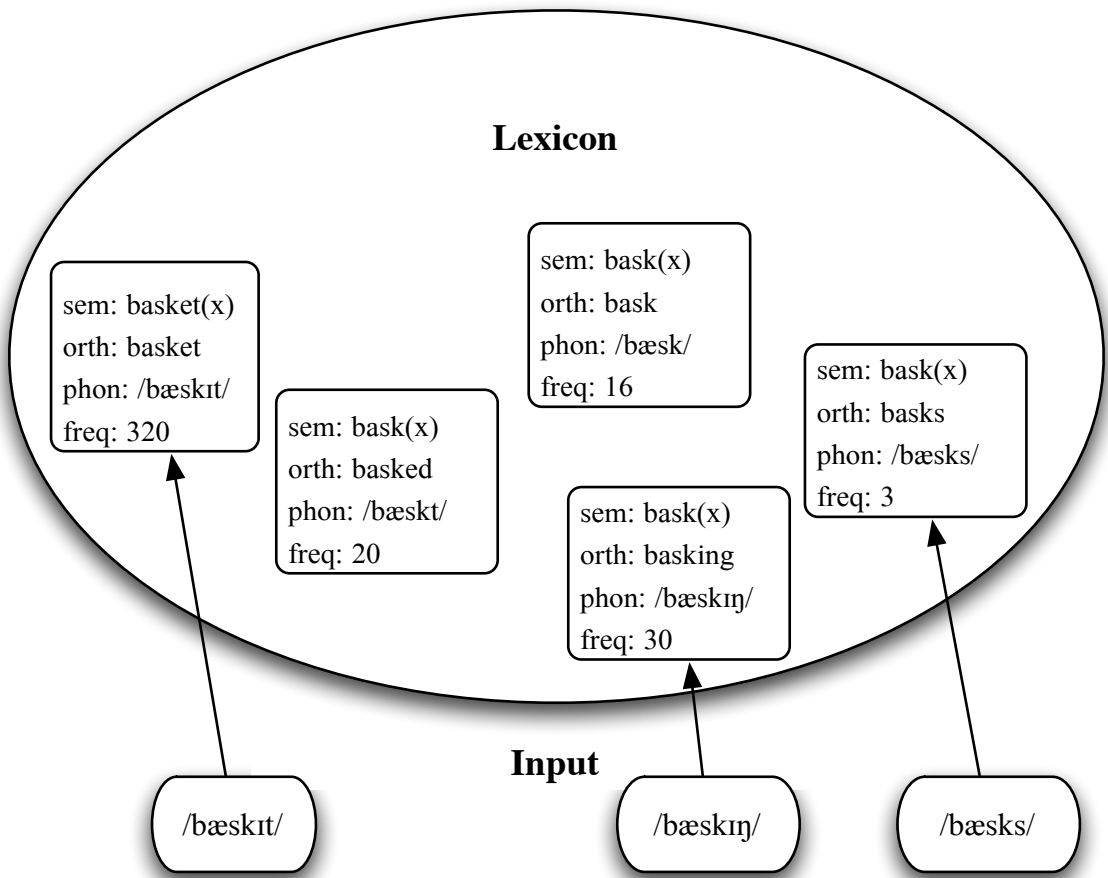 Lexicon
sem: basket(x)
orth: basket
phon: /bæskɪt/
freq: 320
sem: bask(x)
orth: basked
phon: /bæskt/
freq: 20
sem: bask(x)
orth: bask
phon: /bæsk/
freq: 16
sem: bask(x)
orth: basking
phon: /bæskɪŋ/
freq: 30
sem: bask(x)
orth: basks
phon: /bæsks/
freq: 3
Input
/bæskɪt/
/bæskɪŋ/
/bæsks/